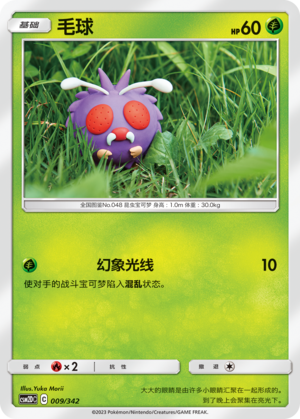 基础 毛球 HP60
全国图鉴No.048 昆虫宝可梦 身高：1.0m 体重：30.0kg
幻象光线 10
使对手的战斗宝可梦陷入混乱状态。
弱点 ×2 抗性 撤退
Illus.Yuka Morii
CSM2D C G 009/342
大大的眼睛是由许多小眼睛汇聚在一起形成的。
到了晚上会聚集在亮光下。
©2023 Pokémon/Nintendo/Creatures/GAME FREAK.